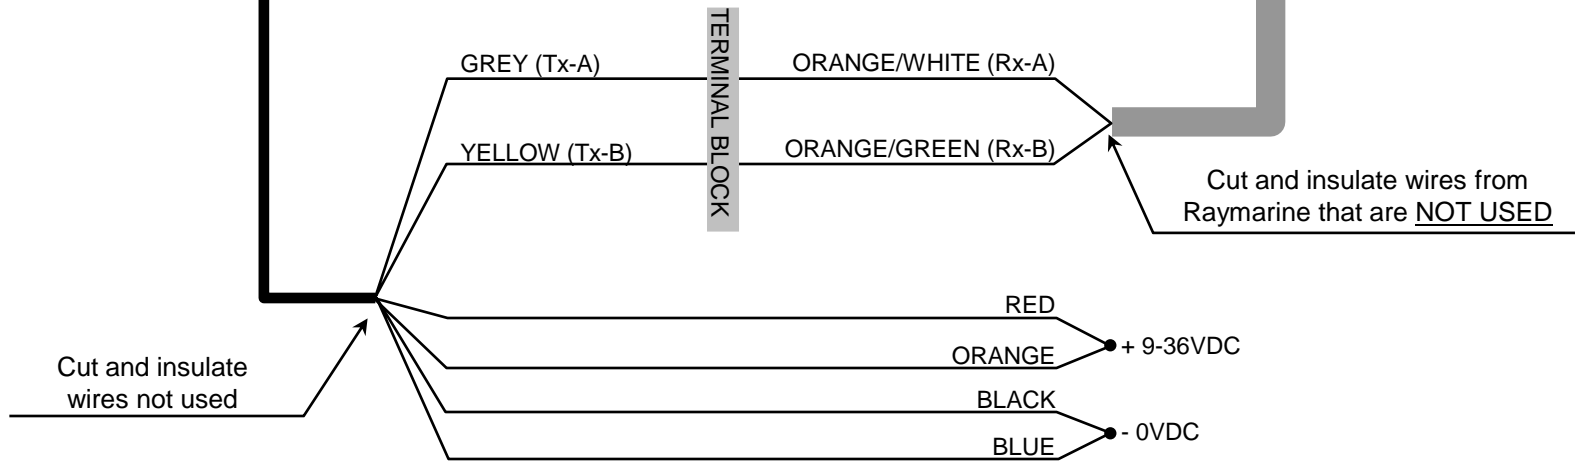 GREY (Tx-A)
TERMINAL BLOCK
ORANGE/WHITE (Rx-A)
YELLOW (Tx-B)
ORANGE/GREEN (Rx-B)
Cut and insulate wires from
Raymarine that are NOT USED
RED
ORANGE
+ 9-36VDC
Cut and insulate
wires not used
BLACK
BLUE
- 0VDC